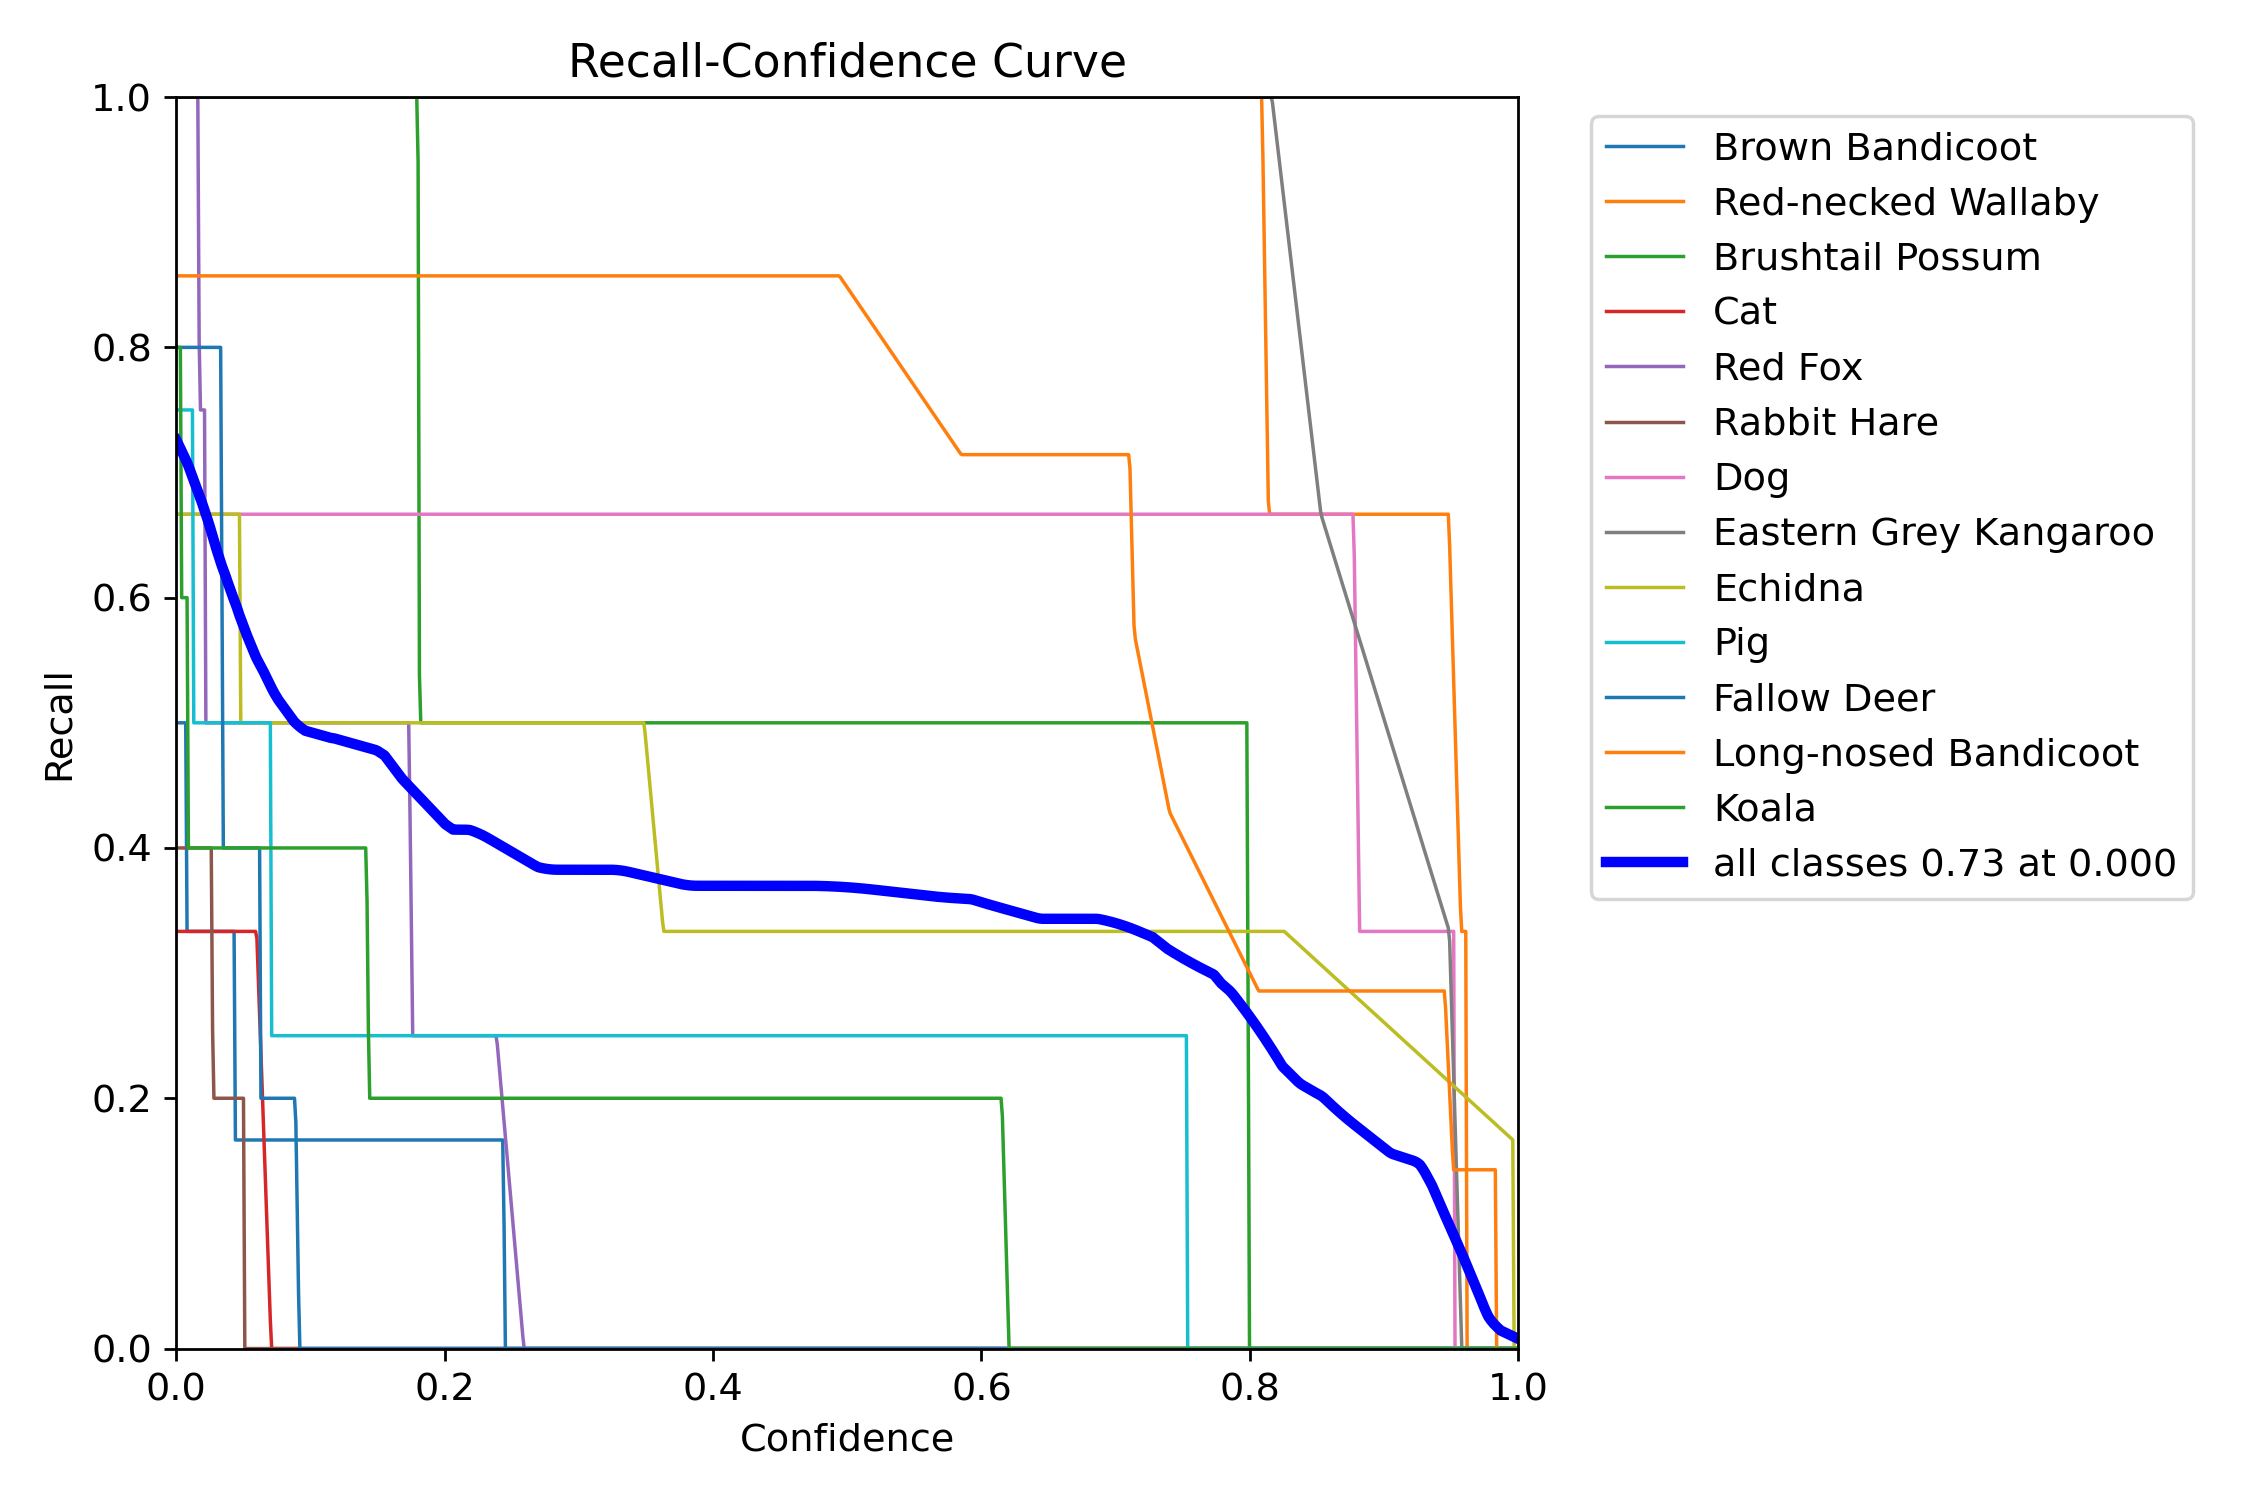 Recall-Confidence Curve
1.0
0.8
0.6
0.4
0.2
0.0
Recall
0.0 0.2 0.4 0.6 0.8 1.0
Confidence
Brown Bandicoot
Red-necked Wallaby
Brushtail Possum
Cat
Red Fox
Rabbit Hare
Dog
Eastern Grey Kangaroo
Echidna
Pig
Fallow Deer
Long-nosed Bandicoot
Koala
all classes 0.73 at 0.000